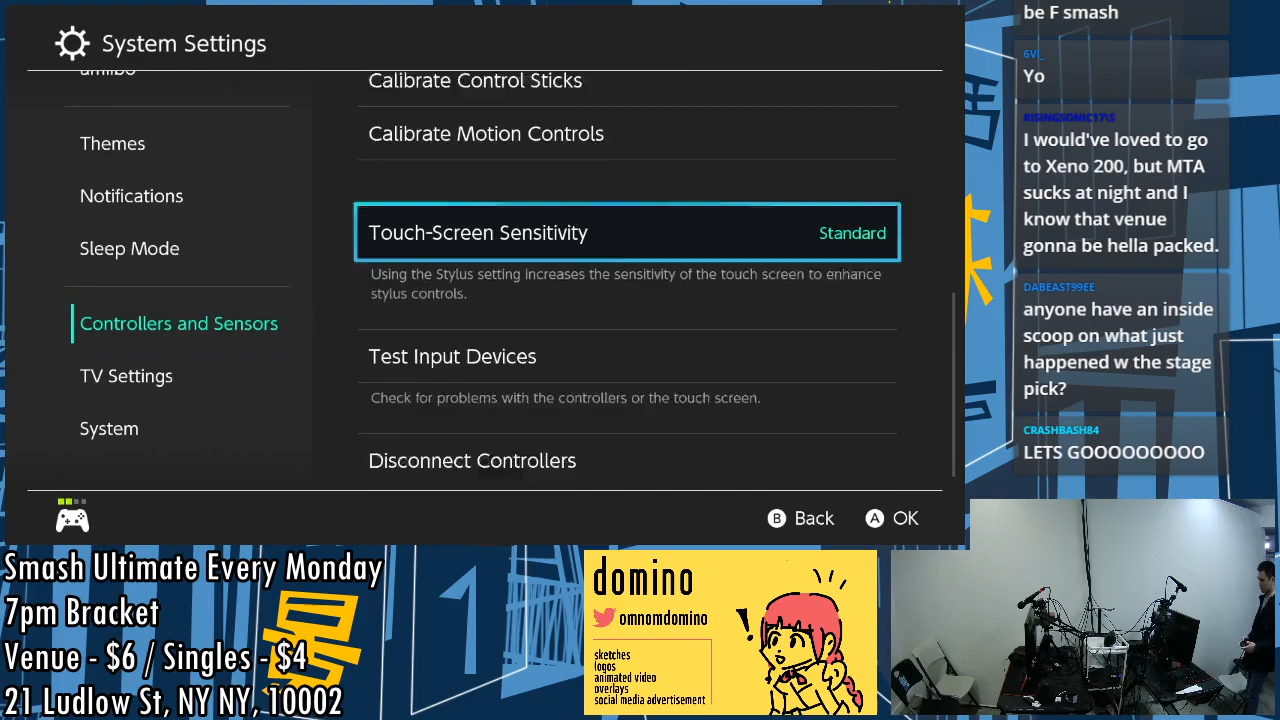 System Settings
amiibo
Themes
Notifications
Sleep Mode
Controllers and Sensors
TV Settings
System
Calibrate Control Sticks
Calibrate Motion Controls
Touch-Screen Sensitivity Standard
Using the Stylus setting increases the sensitivity of the touch screen to enhance
stylus controls.
Test Input Devices
Check for problems with the controllers or the touch screen.
Disconnect Controllers
B Back A OK
be F smash
6VI_
Yo
RISINGSONIC17\S
I would've loved to go
to Xeno 200, but MTA
sucks at night and I
know that venue
gonna be hella packed.
DABEAST99EE
anyone have an inside
scoop on what just
happened w the stage
pick?
CRASHBASH84
LETS GOOOOOOOOO
Smash Ultimate Every Monday
7pm Bracket
Venue - $6 / Singles - $4
21 Ludlow St, NY NY, 10002
domino
omnomdomino
sketches
logos
animated video
overlays
social media advertisement
!